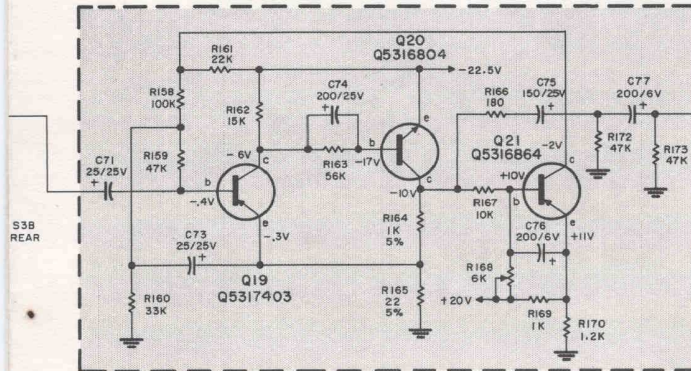 Q20
Q5316804
R161
22K
-22.5V
R158
100K
R162
15K
C74
200/25V
R166
180
C75
150/25V
C77
200/6V
e
b
c
-17V
R163
56K
-6V
c
Q21
Q5316864
-2V
c
R172
47K
R173
47K
R159
47K
C71
25/25V
b
-.4V
e
-.3V
-10V
R164
1K
5%
R167
10K
+10V
b
e
+11V
C76
200/6V
S3B
REAR
C73
25/25V
Q19
Q5317403
R160
33K
R165
22
5%
R168
6K
+20V
R169
1K
R170
1.2K